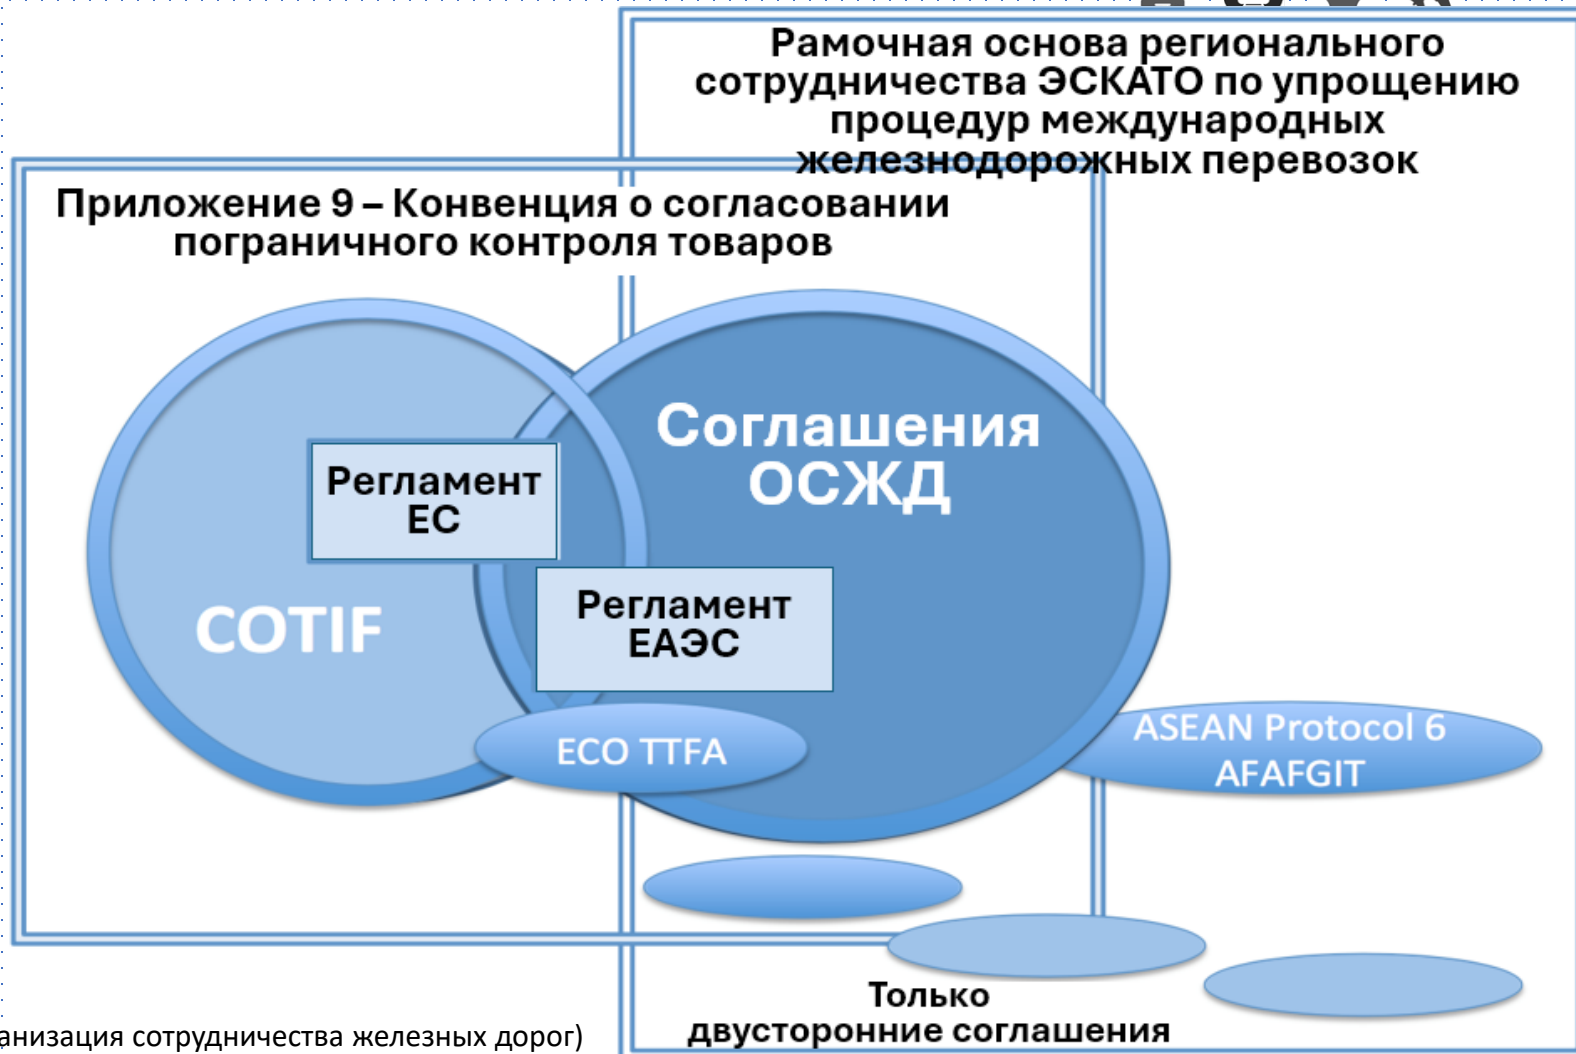 Рамочная основа регионального
сотрудничества ЭСКАТО по упрощению
процедур международных
железнодорожных перевозок
Приложение 9 – Конвенция о согласовании
пограничного контроля товаров
Соглашения
ОСЖД
Регламент
ЕС
Регламент
ЕАЭС
COTIF
ECO TTFA
ASEAN Protocol 6
AFAFGIT
Только
двусторонние соглашения
анизация сотрудничества железных дорог)